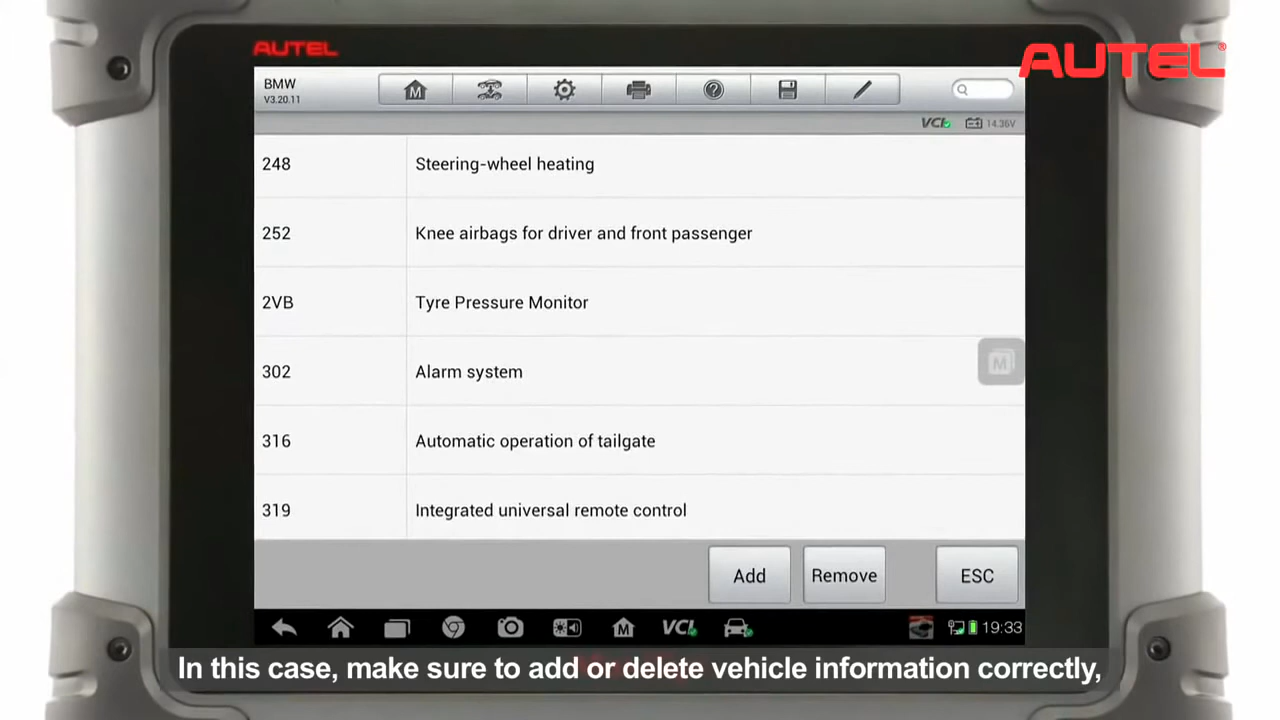 AUTEL
AUTEL®
BMW
V3.20.11
M
VCI
14.36V
248 Steering-wheel heating
252 Knee airbags for driver and front passenger
2VB Tyre Pressure Monitor
302 Alarm system
M
316 Automatic operation of tailgate
319 Integrated universal remote control
Add Remove ESC
M VCI 19:33
In this case, make sure to add or delete vehicle information correctly,